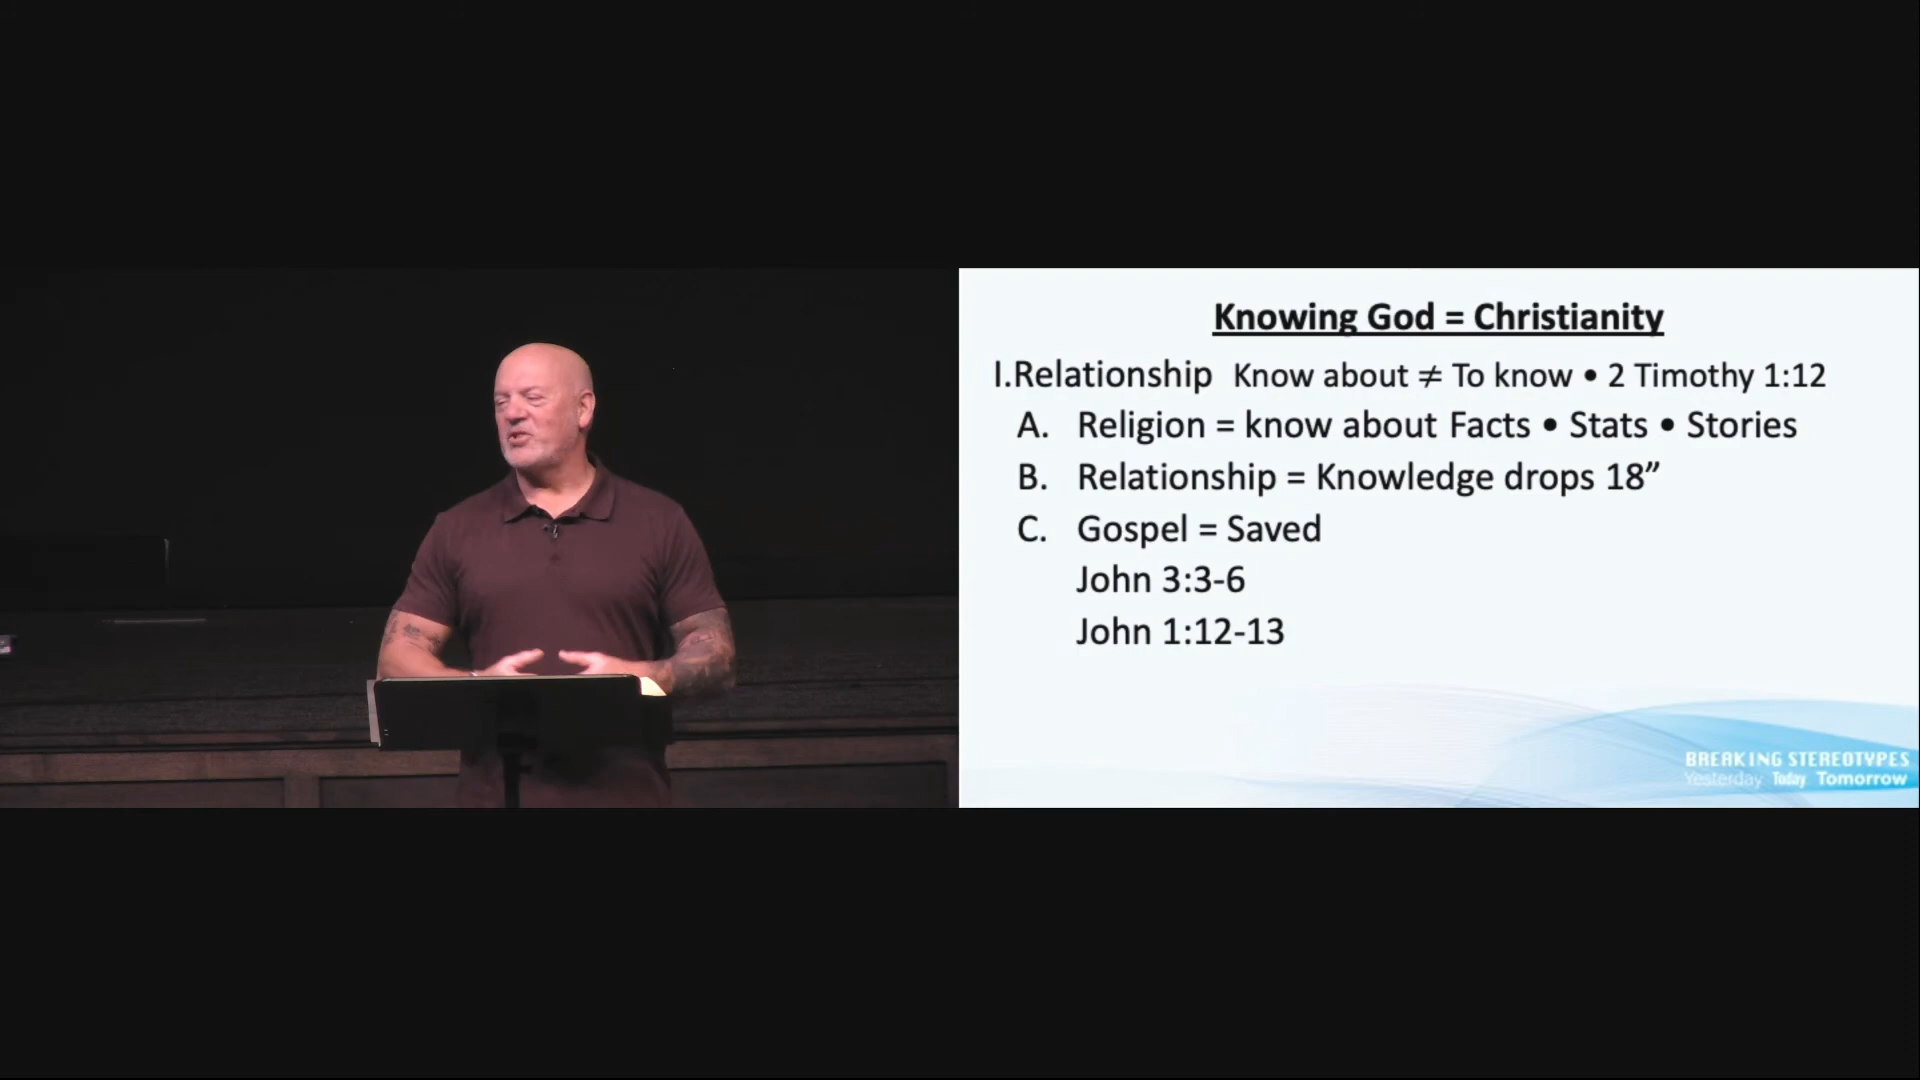 Knowing God = Christianity
I.Relationship Know about ≠ To know • 2 Timothy 1:12
A. Religion = know about Facts • Stats • Stories
B. Relationship = Knowledge drops 18”
C. Gospel = Saved
John 3:3-6
John 1:12-13
BREAKING STEREOTYPES
Yesterday Today Tomorrow